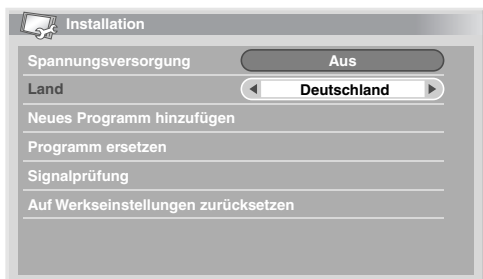 Installation
Spannungsversorgung Aus
Land Deutschland
Neues Programm hinzufügen
Programm ersetzen
Signalprüfung
Auf Werkseinstellungen zurücksetzen